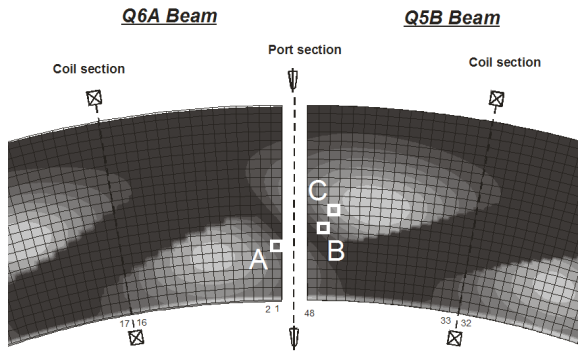 Q6A Beam
Q5B Beam
Port section
Coil section
Coil section
C
B
A
2 1
48
17 16
33 32